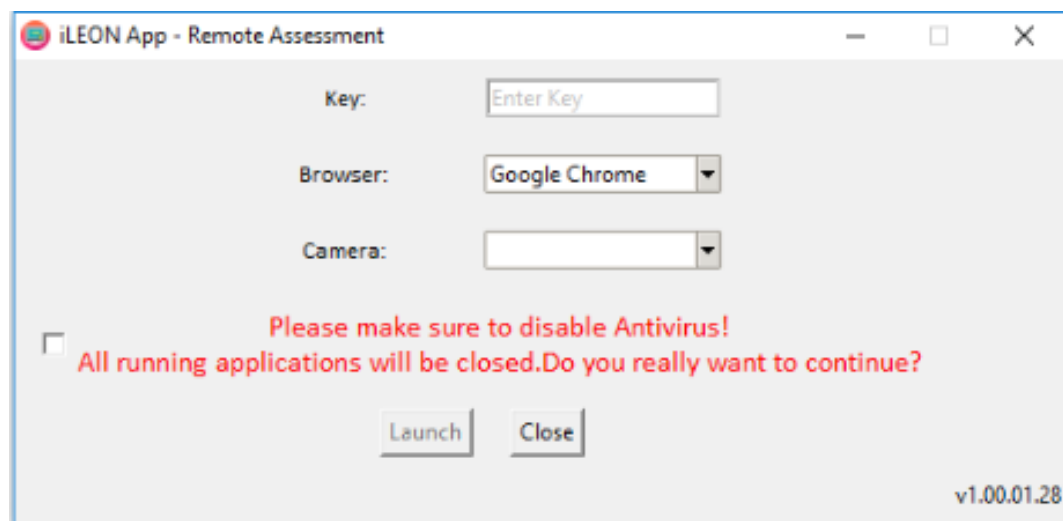 iLEON App - Remote Assessment
Key: Enter Key
Browser: Google Chrome
Camera:
Please make sure to disable Antivirus!
All running applications will be closed.Do you really want to continue?
Launch Close
v1.00.01.28